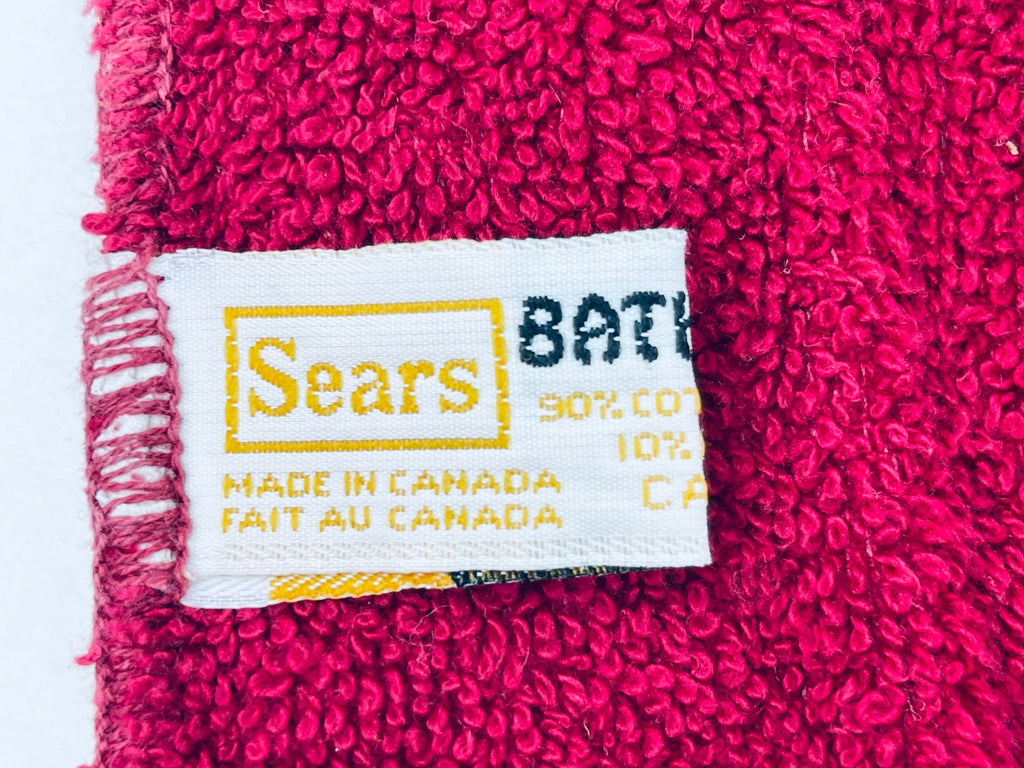 Sears
MADE IN CANADA
FAIT AU CANADA
BATH
90% COT
10%
CA